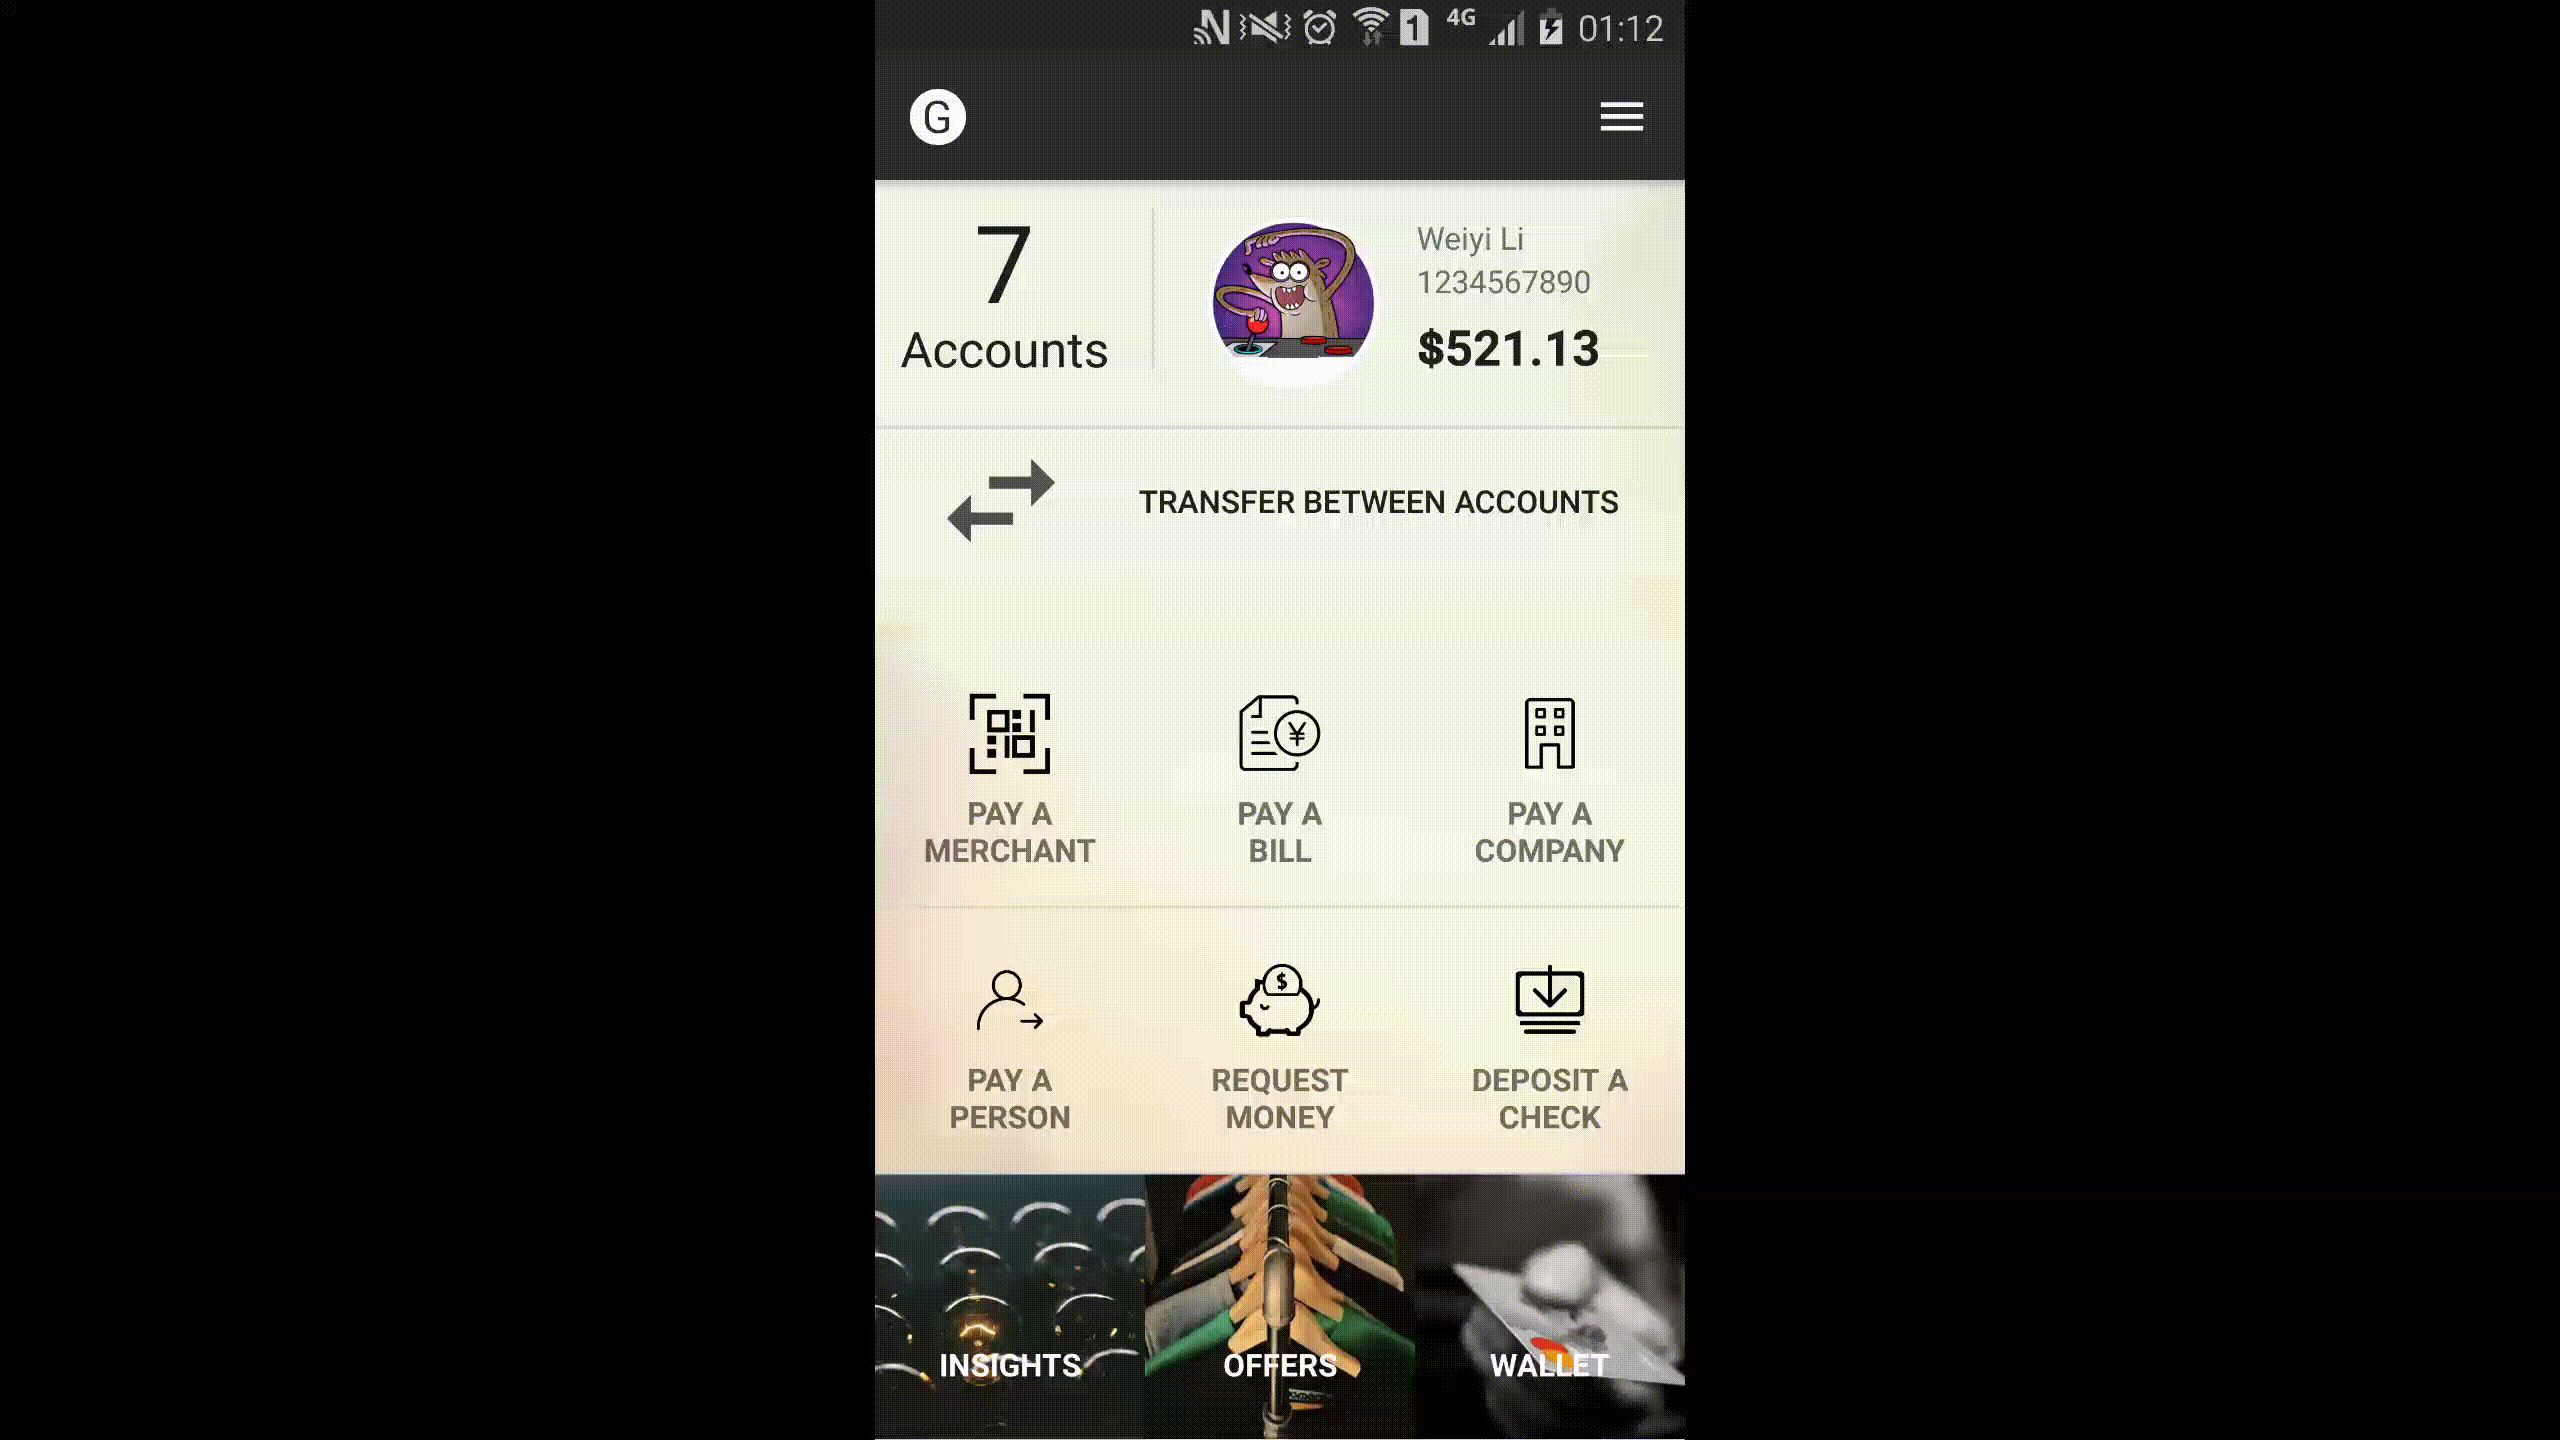 4G 01:12
G
7
Accounts
Weiyi Li
1234567890
$521.13
TRANSFER BETWEEN ACCOUNTS
PAY A
MERCHANT
PAY A
BILL
PAY A
COMPANY
PAY A
PERSON
REQUEST
MONEY
DEPOSIT A
CHECK
INSIGHTS
OFFERS
WALLET